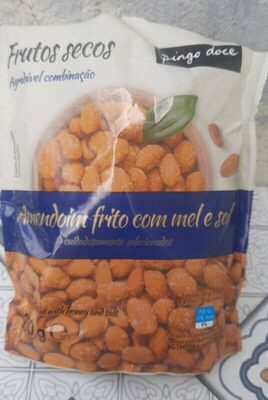 Frutos secos
pingo doce
Agradável combinação
Amendoim frito com mel e sal
cuidadosamente selecionados
with honey and salt